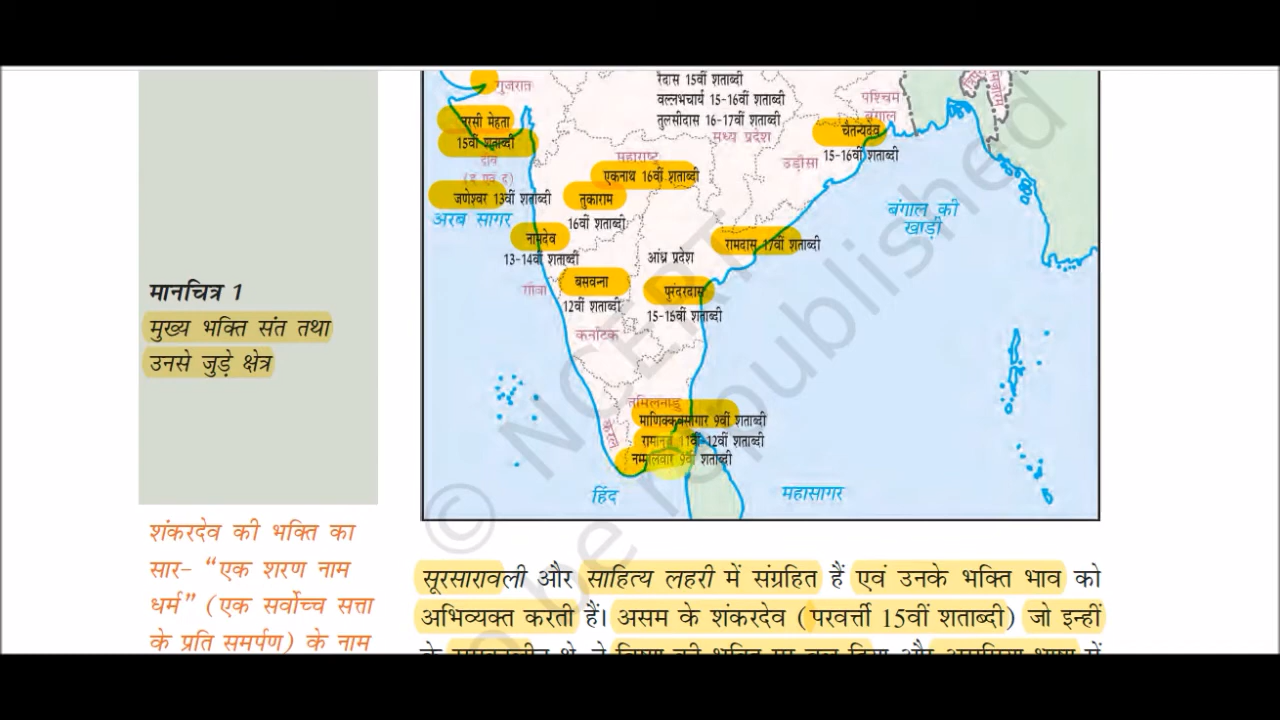 रैदास 15वीं शताब्दी
गुजरात
वल्लभचार्य 15-16वीं शताब्दी
पश्चिम
बंगाल
तुलसीदास 16-17वीं शताब्दी
नरसी मेहता
15वीं शताब्दी
मध्य प्रदेश
चैतन्यदेव
15-16वीं शताब्दी
महाराष्ट्र
उड़ीसा
एकनाथ 16वीं शताब्दी
जणेश्वर 13वीं शताब्दी
तुकाराम
16वीं शताब्दी
अरब सागर
बंगाल की
खाड़ी
नामदेव
13-14वीं शताब्दी
रामदास 17वीं शताब्दी
आंध्र प्रदेश
गोवा
बसवन्ना
12वीं शताब्दी
पुरंदरदास
15-16वीं शताब्दी
कर्नाटक
तमिलनाडु
केरल
माणिक्कवसागार 9वीं शताब्दी
रामानुज 11वीं-12वीं शताब्दी
नम्मालवार 9वीं शताब्दी
हिंद
महासागर
मानचित्र 1
मुख्य भक्ति संत तथा
उनसे जुड़े क्षेत्र
शंकरदेव की भक्ति का
सार- “एक शरण नाम
धर्म” (एक सर्वोच्च सत्ता
के प्रति समर्पण) के नाम
सूरसारावली और साहित्य लहरी में संग्रहित हैं एवं उनके भक्ति भाव को
अभिव्यक्त करती हैं। असम के शंकरदेव (परवर्त्ती 15वीं शताब्दी) जो इन्हीं
© NCERT
be republished